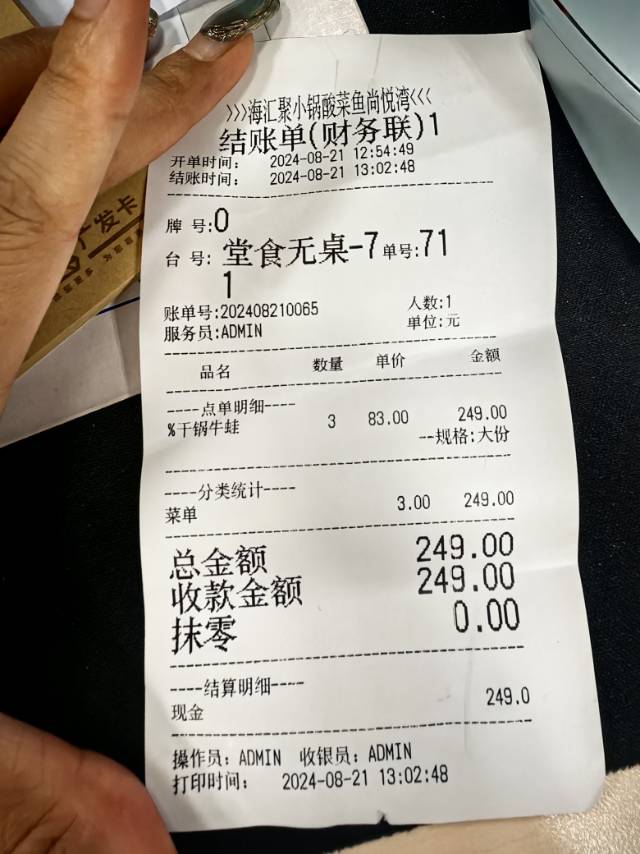 >>>海汇聚小锅酸菜鱼尚悦湾<<<
结账单(财务联)1
开单时间: 2024-08-21 12:54:49
结账时间: 2024-08-21 13:02:48
牌 号:0
台 号: 堂食无桌-7 单号:71
1
账单号:202408210065 人数:1
服务员:ADMIN 单位:元
品名 数量 单价 金额
----点单明细----
%干锅牛蛙 3 83.00 249.00
--规格:大份
----分类统计----
菜单 3.00 249.00
总金额 249.00
收款金额 249.00
抹零 0.00
----结算明细----
现金 249.0
操作员: ADMIN 收银员: ADMIN
打印时间: 2024-08-21 13:02:48
广发卡